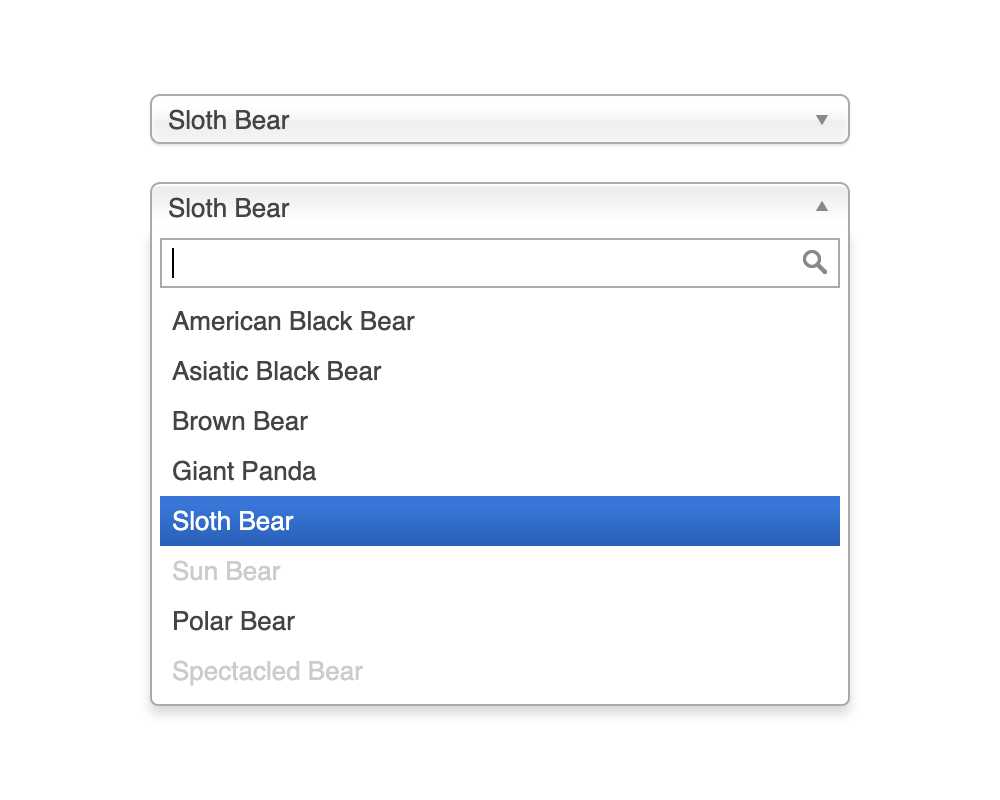 Sloth Bear
Sloth Bear
American Black Bear
Asiatic Black Bear
Brown Bear
Giant Panda
Sloth Bear
Sun Bear
Polar Bear
Spectacled Bear